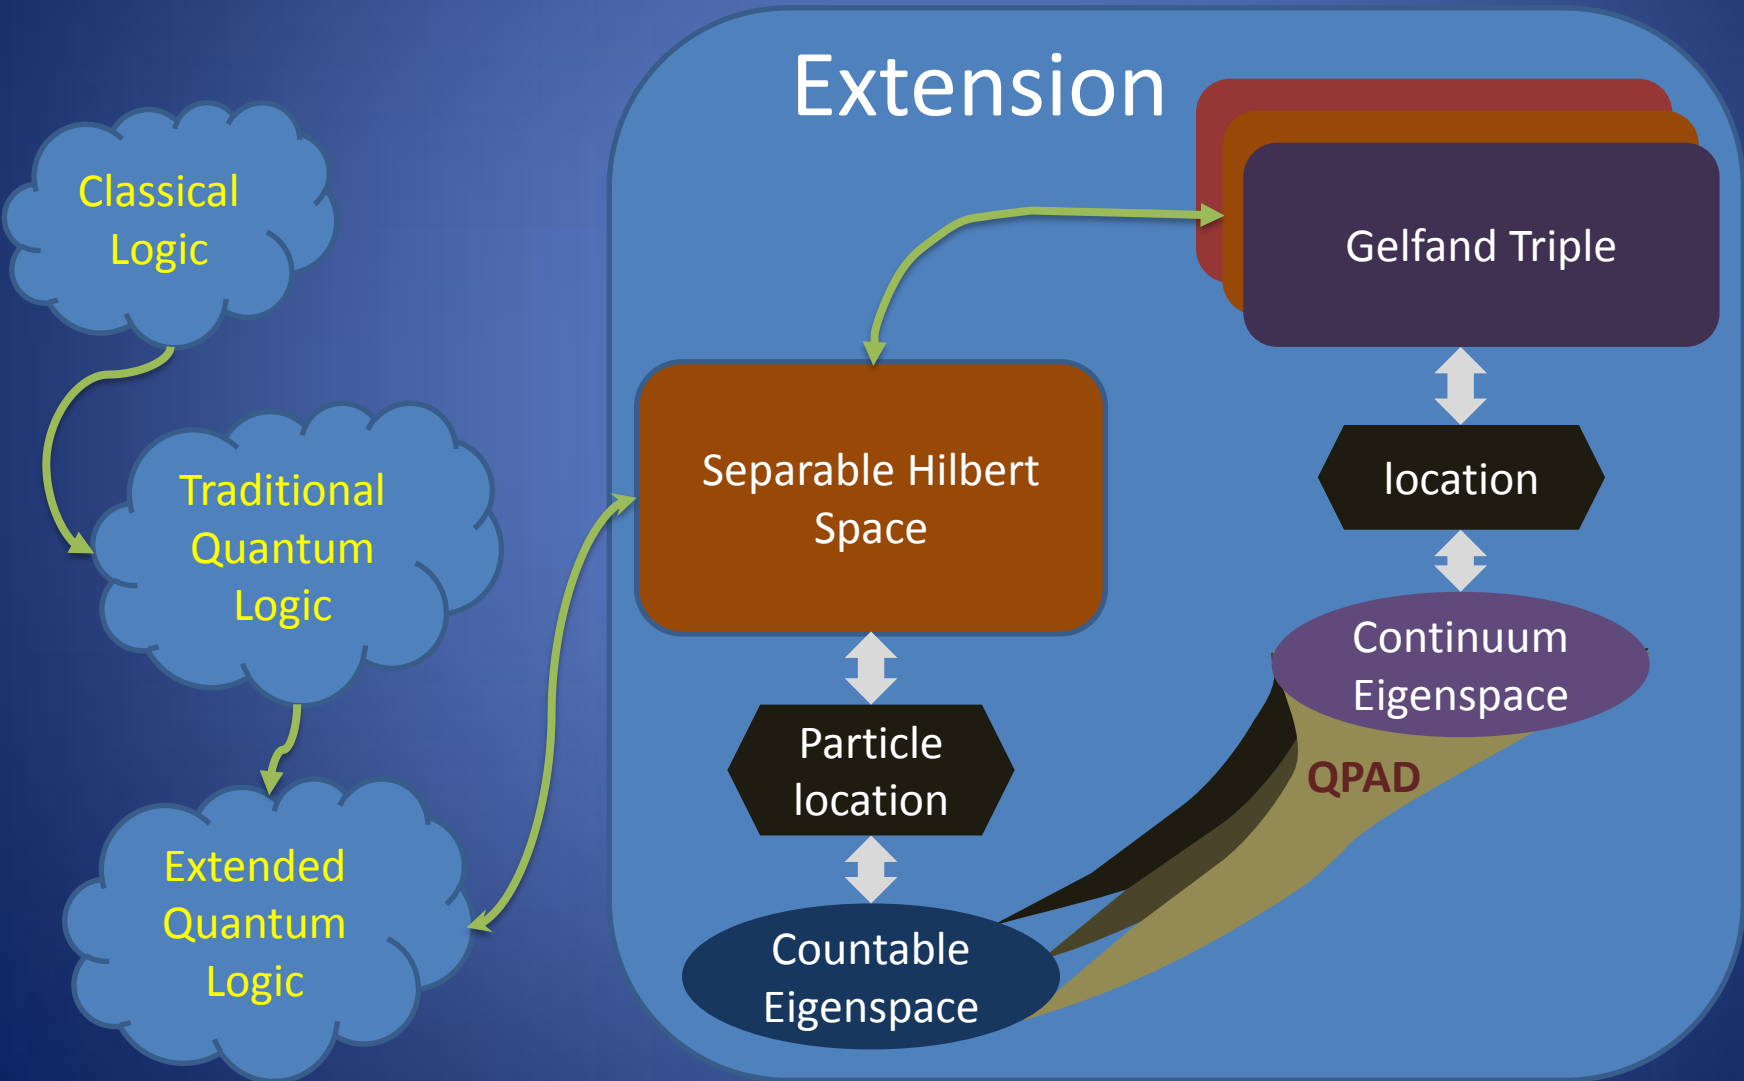 Extension
Classical
Logic
Traditional
Quantum
Logic
Extended
Quantum
Logic
Separable Hilbert
Space
Particle
location
Countable
Eigenspace
Gelfand Triple
location
Continuum
Eigenspace
QPAD